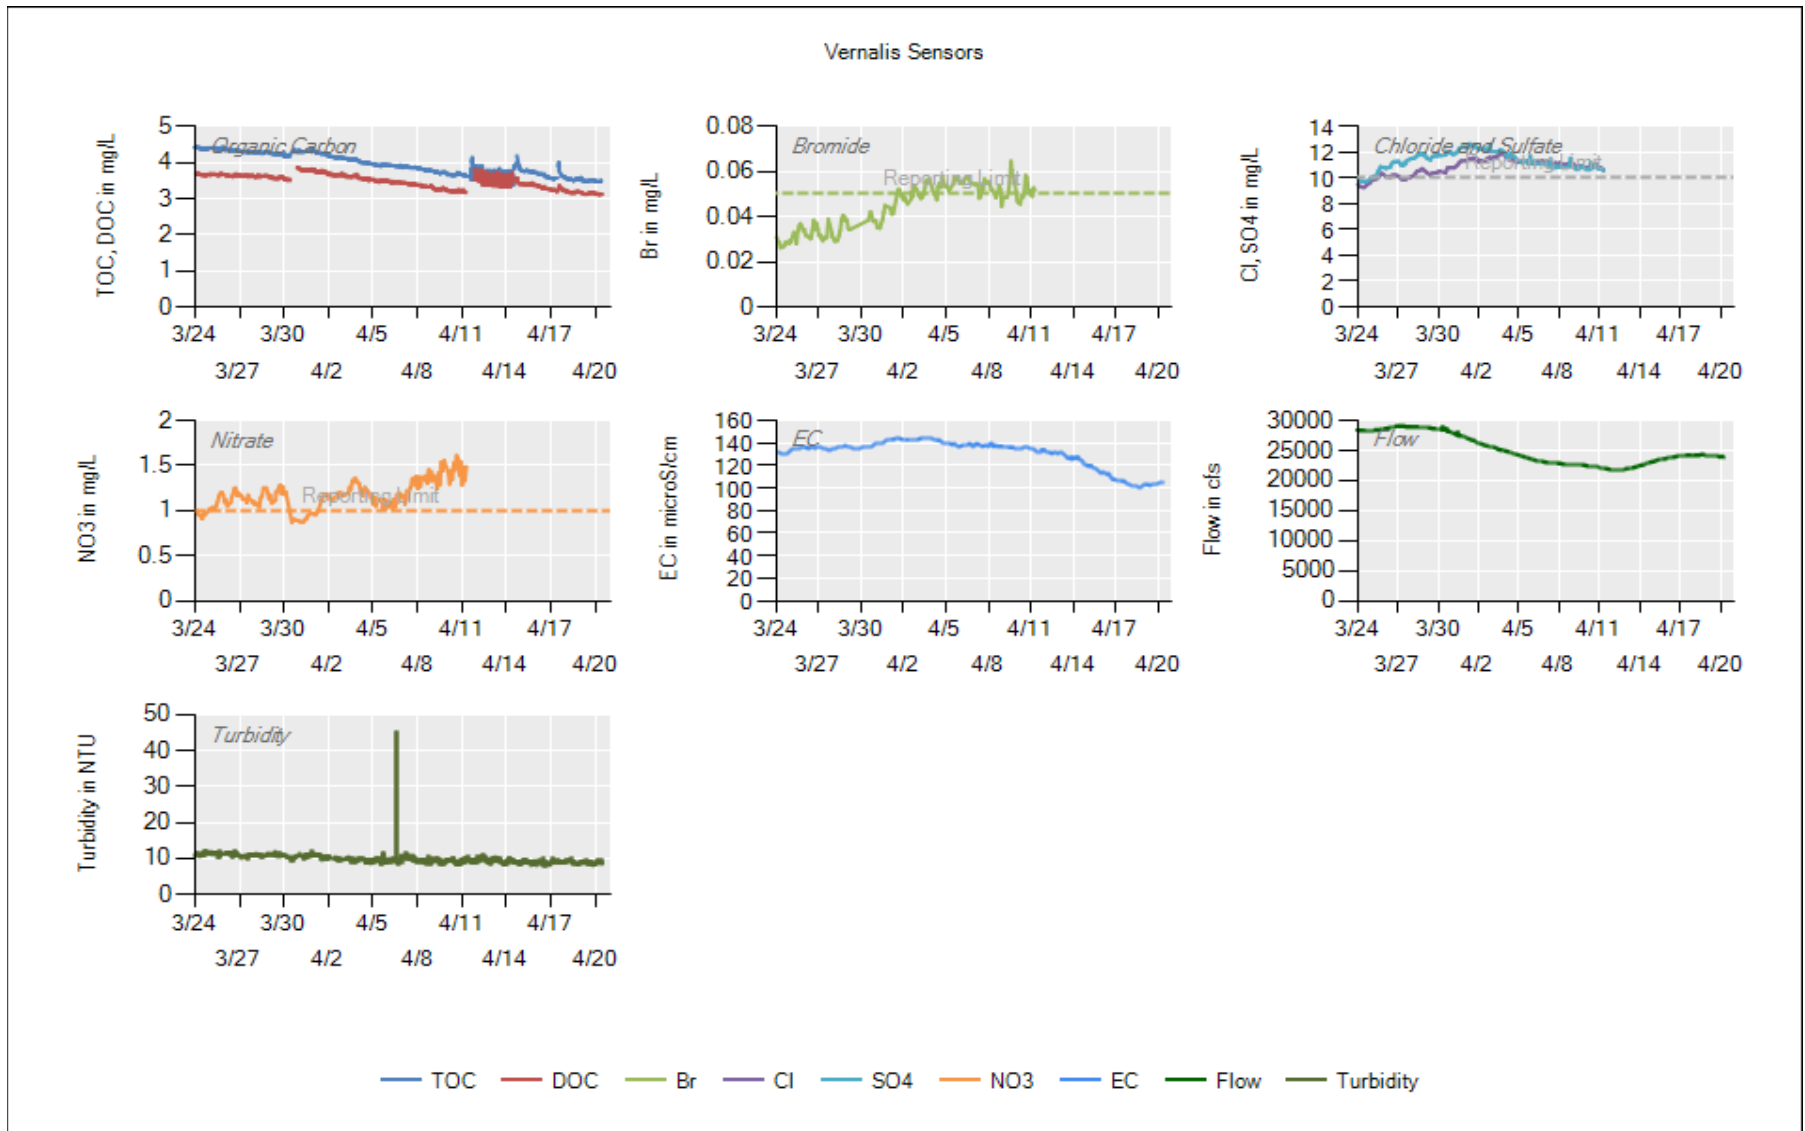 Vernalis Sensors
TOC, DOC in mg/L
Organic Carbon
5
4
3
2
1
0
3/24 3/30 4/5 4/11 4/17
3/27 4/2 4/8 4/14 4/20
Br in mg/L
Bromide
Reporting Limit
0.08
0.06
0.04
0.02
0
3/24 3/30 4/5 4/11 4/17
3/27 4/2 4/8 4/14 4/20
Cl, SO4 in mg/L
Chloride and Sulfate
Reporting Limit
14
12
10
8
6
4
2
0
3/24 3/30 4/5 4/11 4/17
3/27 4/2 4/8 4/14 4/20
NO3 in mg/L
Nitrate
Reporting Limit
2
1.5
1
0.5
0
3/24 3/30 4/5 4/11 4/17
3/27 4/2 4/8 4/14 4/20
EC in microS/cm
EC
160
140
120
100
80
60
40
20
0
3/24 3/30 4/5 4/11 4/17
3/27 4/2 4/8 4/14 4/20
Flow in cfs
Flow
30000
25000
20000
15000
10000
5000
0
3/24 3/30 4/5 4/11 4/17
3/27 4/2 4/8 4/14 4/20
Turbidity in NTU
Turbidity
50
40
30
20
10
0
3/24 3/30 4/5 4/11 4/17
3/27 4/2 4/8 4/14 4/20
TOC DOC Br Cl SO4 NO3 EC Flow Turbidity